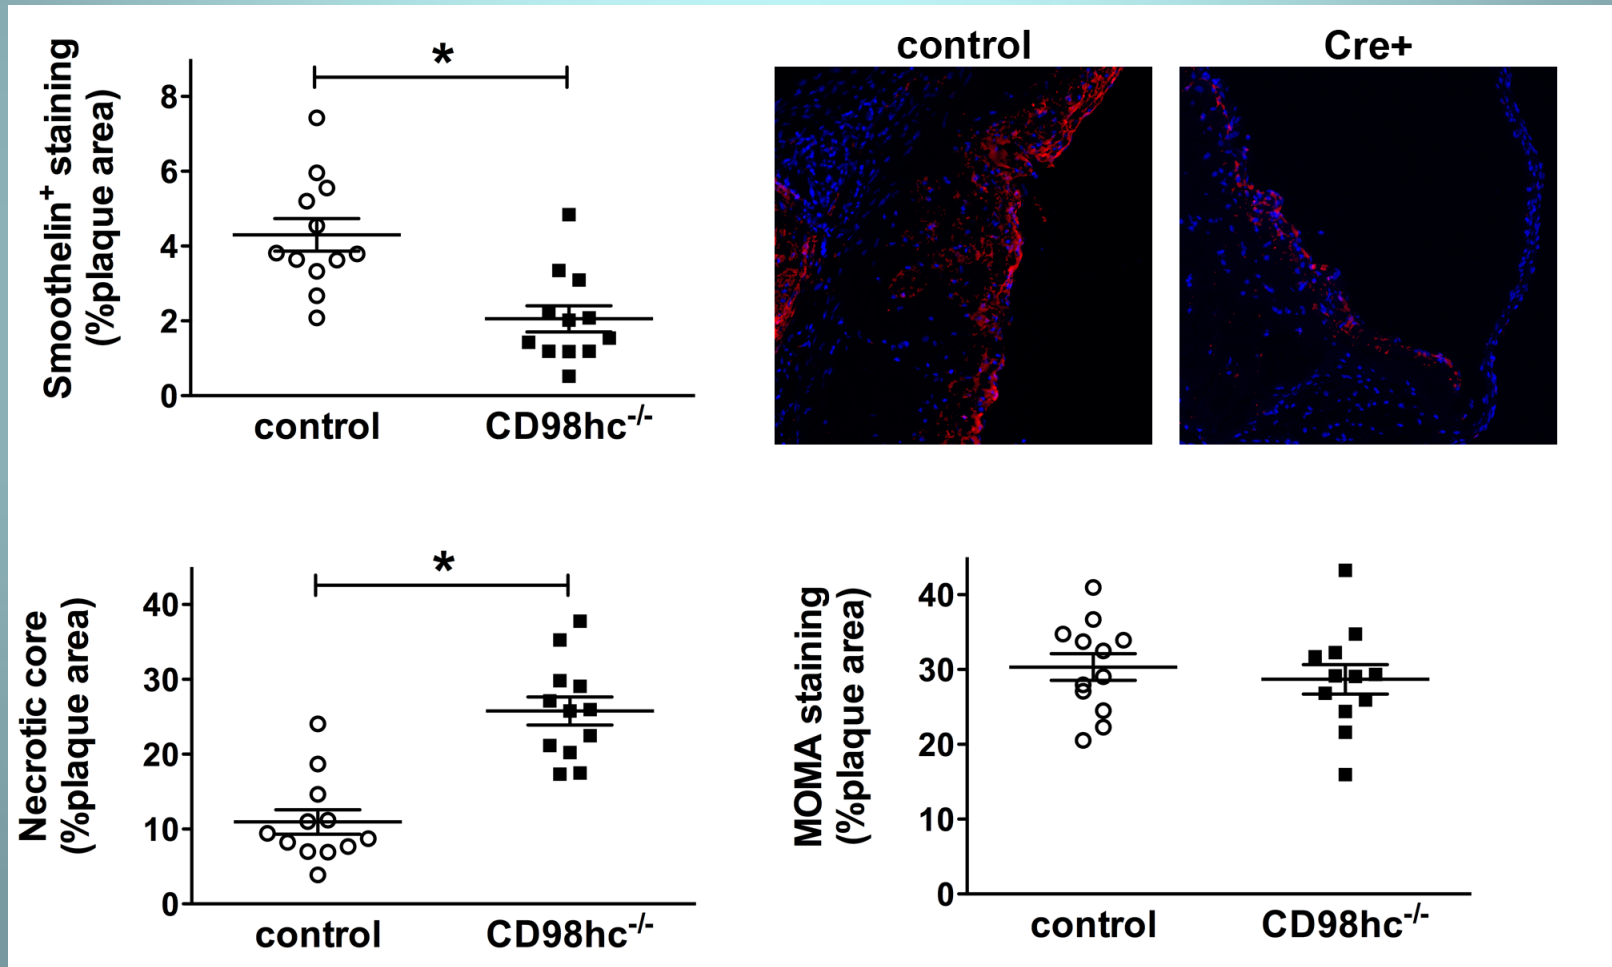 Smoothelin⁺ staining
(%plaque area)
*
8
6
4
2
0
control
CD98hc⁻/⁻
control
Cre+
Necrotic core
(%plaque area)
*
40
30
20
10
0
control
CD98hc⁻/⁻
MOMA staining
(%plaque area)
40
30
20
10
0
control
CD98hc⁻/⁻